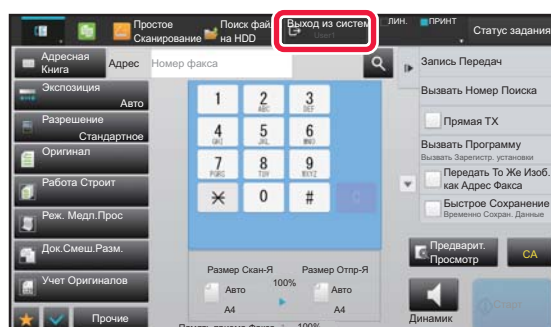 Простое
Сканирование
Поиск фай
на HDD
Выход из систем
User1
ЛИН.
ПРИНТ
Статус задания
Адресная
Книга
Адрес
Номер факса
Экспозиция
Авто
Разрешение
Стандартное
Оригинал
Работа Строит
Реж. Медл.Прос
Док.Смеш.Разм.
Учет Оригиналов
Прочие
1
2
ABC
3
DEF
4
GHI
5
JKL
6
MNO
7
PQRS
8
TUV
9
WXYZ
0
#
Размер Скан-Я
100%
Размер Отпр-Я
Авто
A4
Авто
A4
100%
Запись Передач
Вызвать Номер Поиска
Прямая TX
Вызвать Программу
Вызвать Зарегистр. установки
Передать То Же Изоб.
как Адрес Факса
Быстрое Сохранение
Временно Сохран. Данные
Предварит.
Просмотр
CA
Динамик
Старт